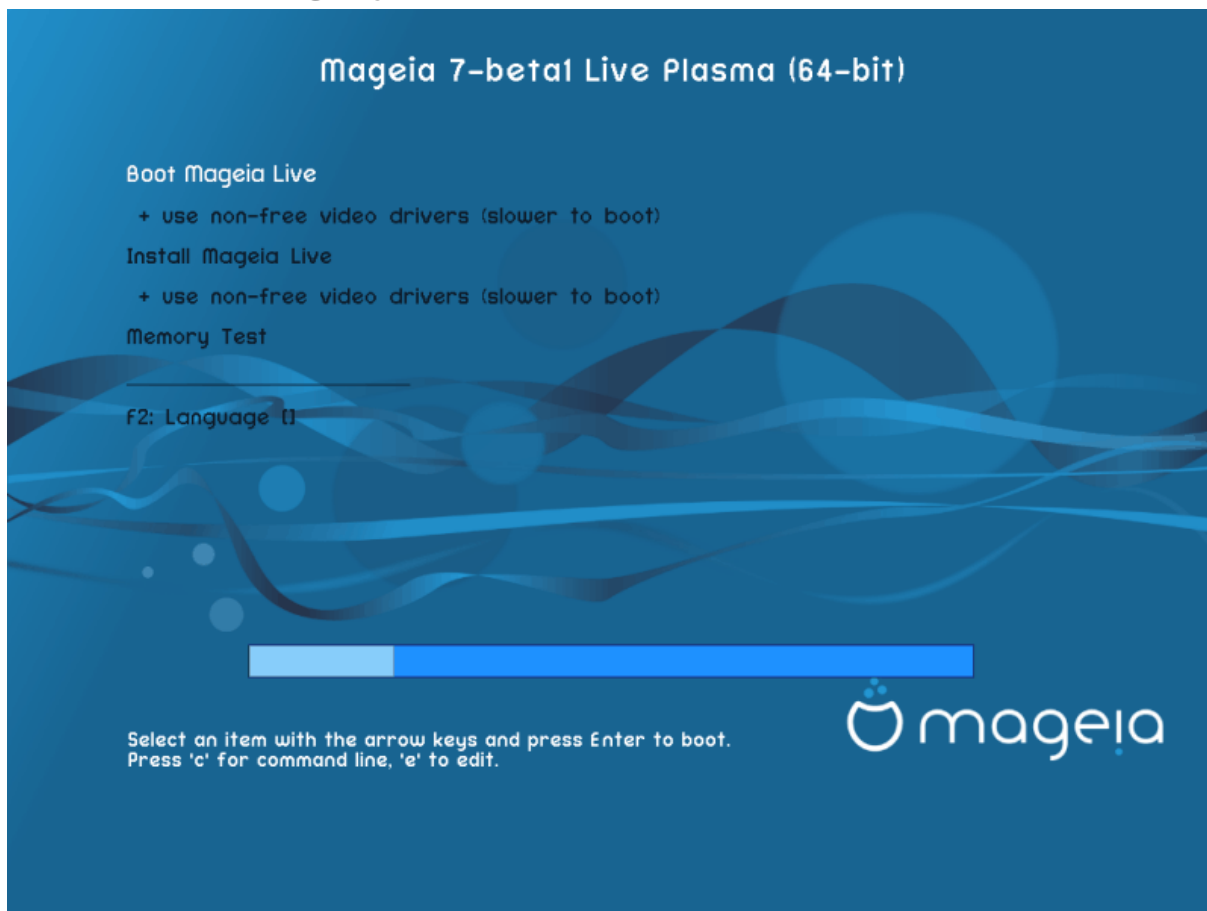 Mageia 7-beta1 Live Plasma (64-bit)
Boot Mageia Live
+ use non-free video drivers (slower to boot)
Install Mageia Live
+ use non-free video drivers (slower to boot)
Memory Test
F2: Language []
mageia
Select an item with the arrow keys and press Enter to boot.
Press 'c' for command line, 'e' to edit.